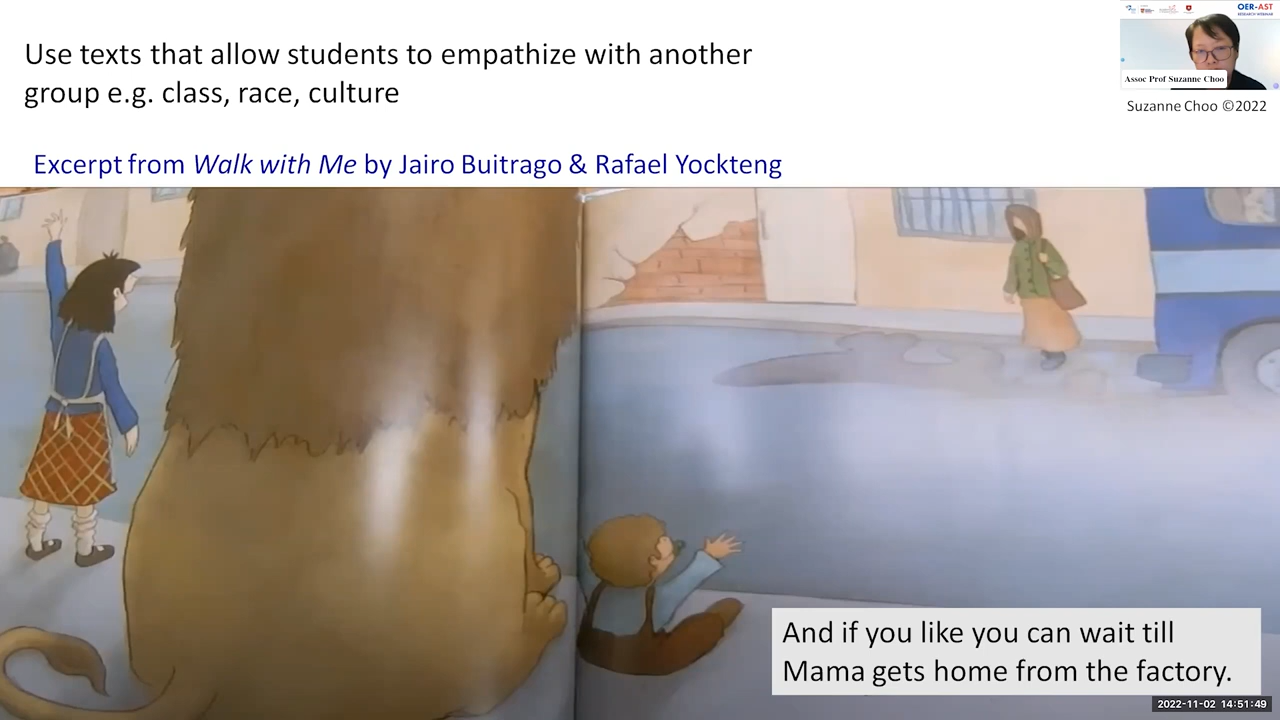 Use texts that allow students to empathize with another
group e.g. class, race, culture
OER-AST
RESEARCH WEBINAR
Assoc Prof Suzanne Choo
Suzanne Choo ©2022
Excerpt from Walk with Me by Jairo Buitrago & Rafael Yockteng
And if you like you can wait till
Mama gets home from the factory.
2022-11-02 14:51:49